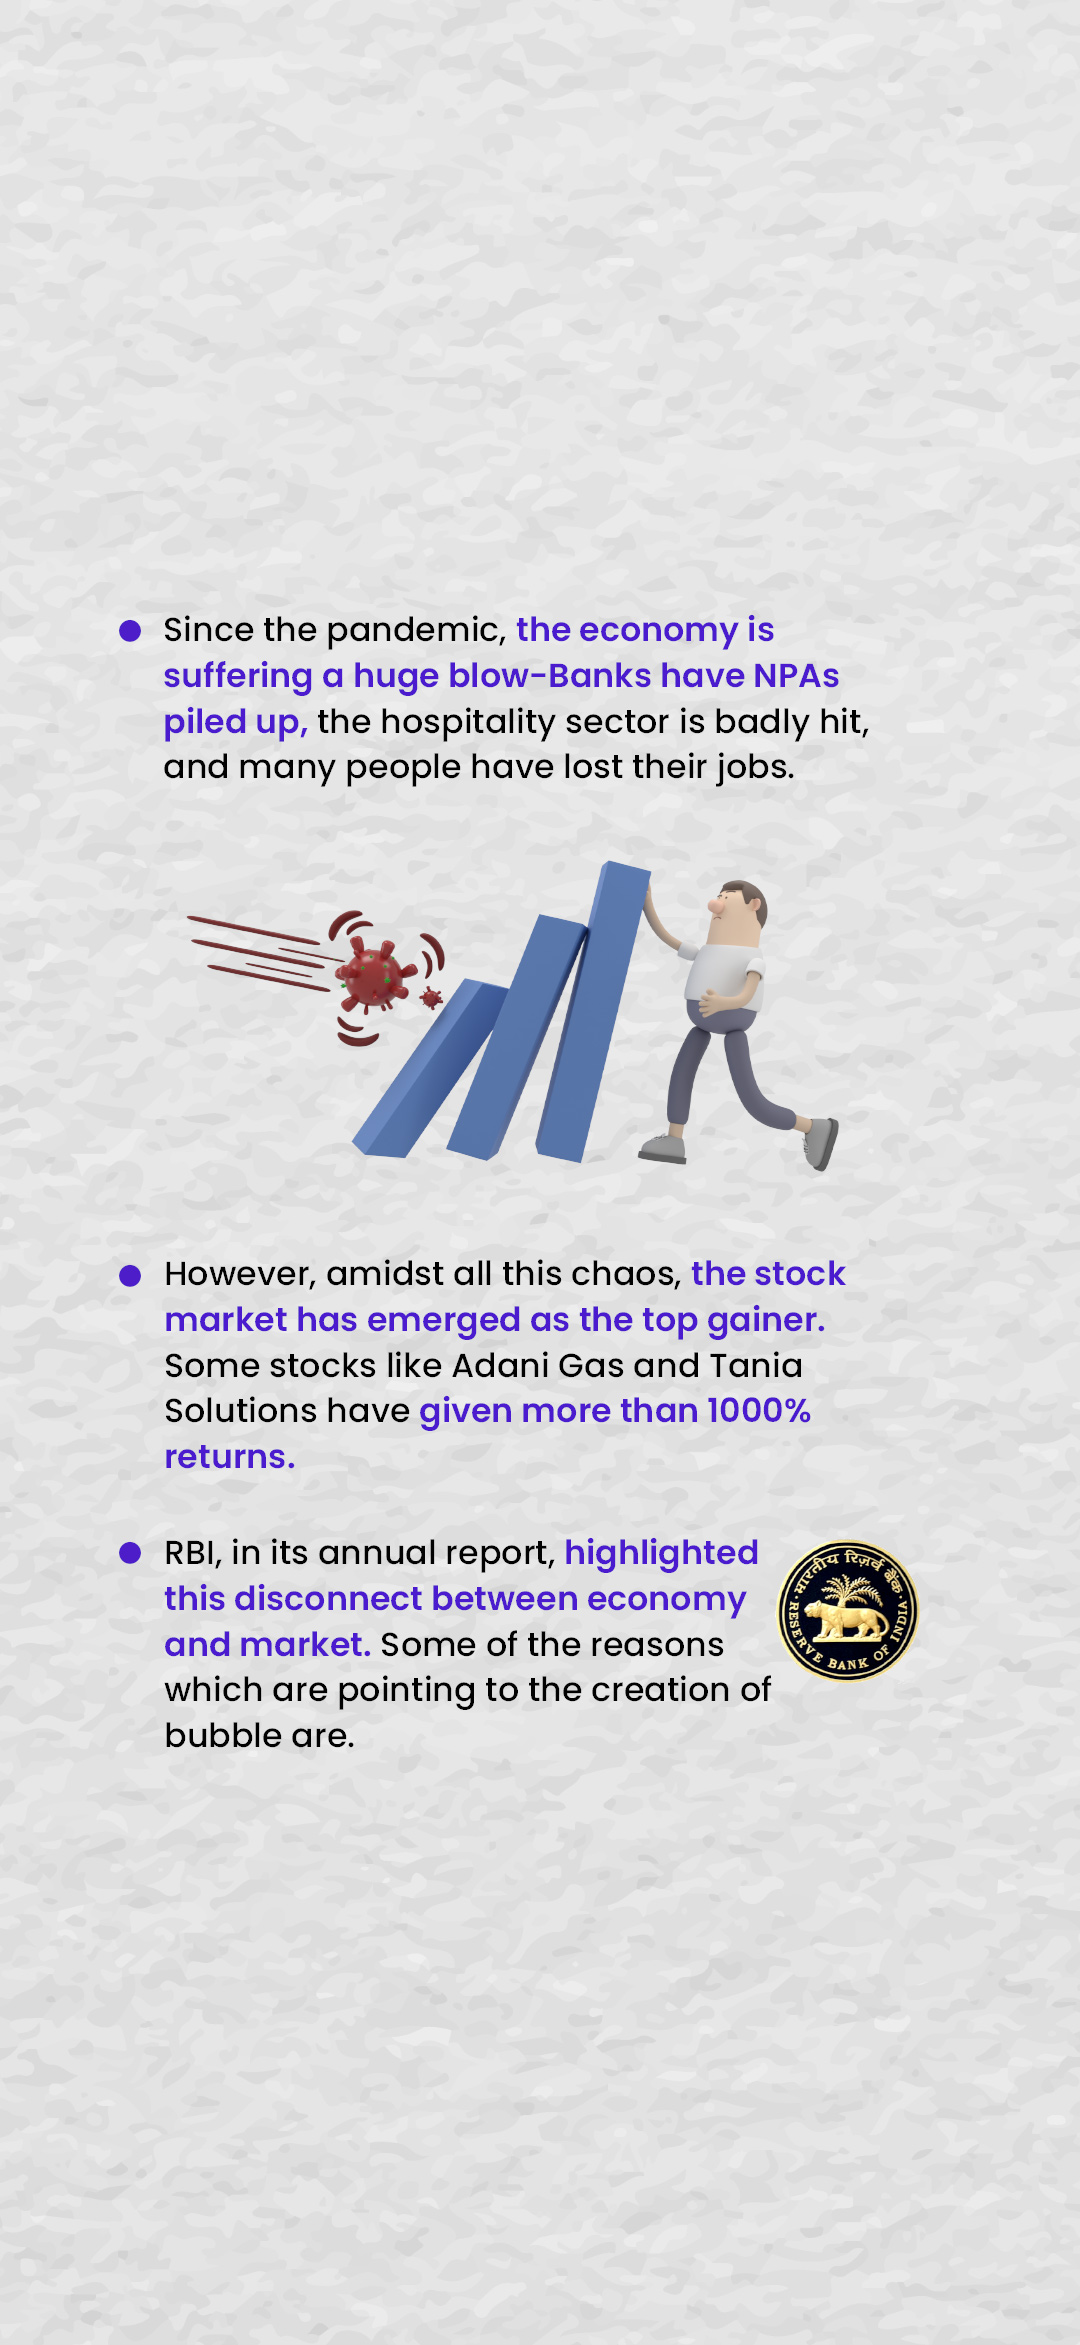 Since the pandemic, the economy is
suffering a huge blow-Banks have NPAs
piled up, the hospitality sector is badly hit,
and many people have lost their jobs.
However, amidst all this chaos, the stock
market has emerged as the top gainer.
Some stocks like Adani Gas and Tania
Solutions have given more than 1000%
returns.
RBI, in its annual report, highlighted
this disconnect between economy
and market. Some of the reasons
which are pointing to the creation of
bubble are.
भारतीय रिज़र्व बैंक
RESERVE BANK OF INDIA